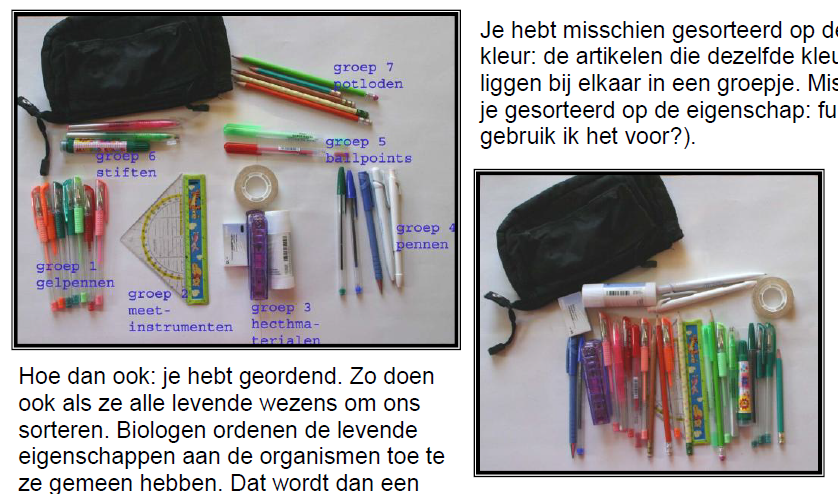 groep 7
potloden
groep 5
ballpoints
groep 6
stiften
groep 4
pennen
groep 1
gelpennen
groep 2
meet-
instrumenten
groep 3
hecthma-
terialen
Hoe dan ook: je hebt geordend. Zo doen
ook als ze alle levende wezens om ons
sorteren. Biologen ordenen de levende
eigenschappen aan de organismen toe te
ze gemeen hebben. Dat wordt dan een
Je hebt misschien gesorteerd op de
kleur: de artikelen die dezelfde kleu
liggen bij elkaar in een groepje. Mis
je gesorteerd op de eigenschap: fu
gebruik ik het voor?).